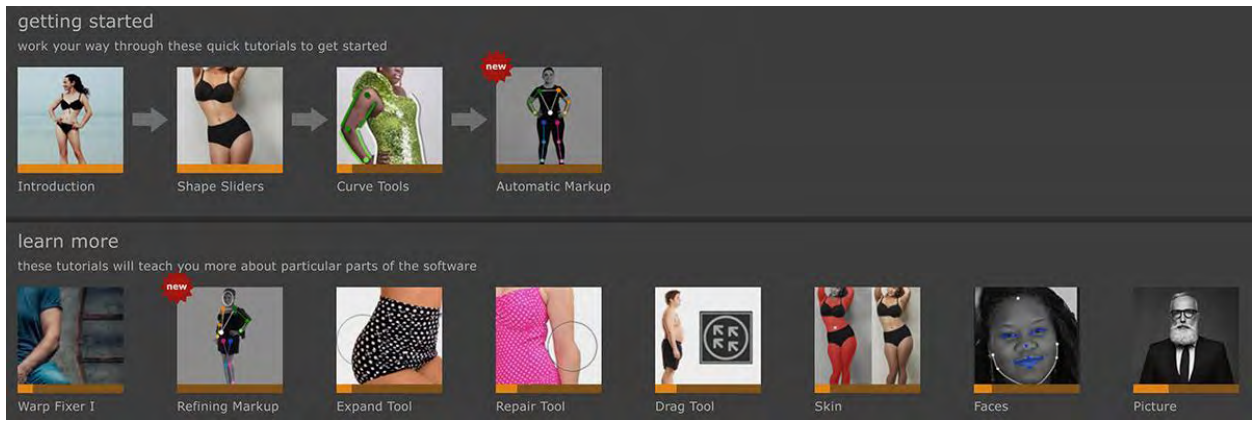 getting started
work your way through these quick tutorials to get started
new
Introduction
Shape Sliders
Curve Tools
Automatic Markup
learn more
these tutorials will teach you more about particular parts of the software
new
Warp Fixer I
Refining Markup
Expand Tool
Repair Tool
Drag Tool
Skin
Faces
Picture